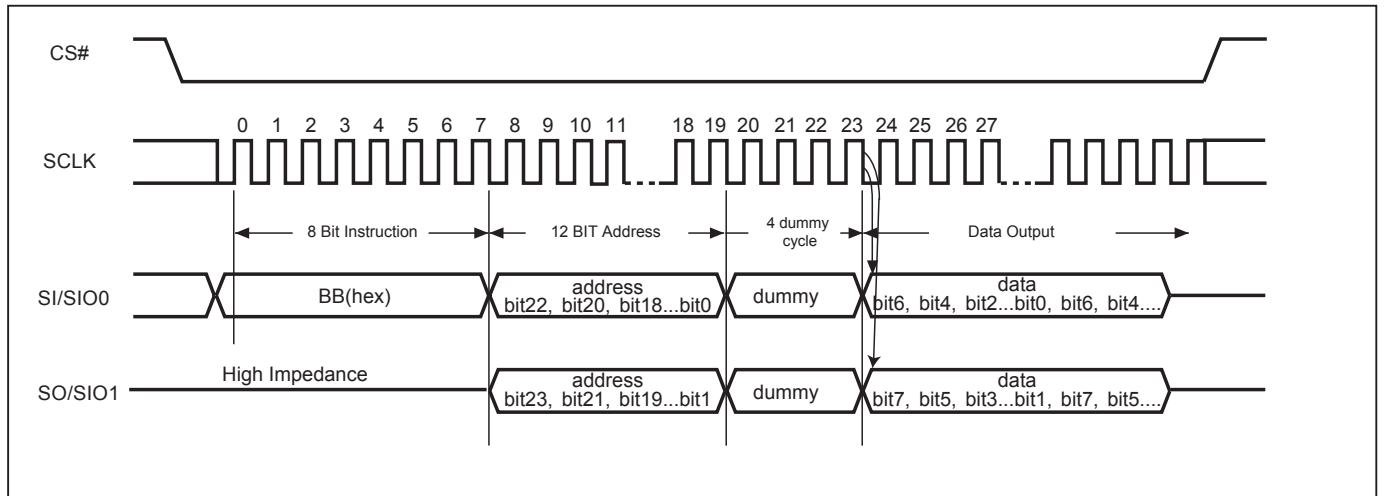 CS#
0 1 2 3 4 5 6 7 8 9 10 11 18 19 20 21 22 23 24 25 26 27
SCLK
8 Bit Instruction
12 BIT Address
4 dummy
cycle
Data Output
SI/SIO0
BB(hex)
address
bit22, bit20, bit18...bit0
dummy
data
bit6, bit4, bit2...bit0, bit6, bit4....
High Impedance
SO/SIO1
address
bit23, bit21, bit19...bit1
dummy
data
bit7, bit5, bit3...bit1, bit7, bit5....